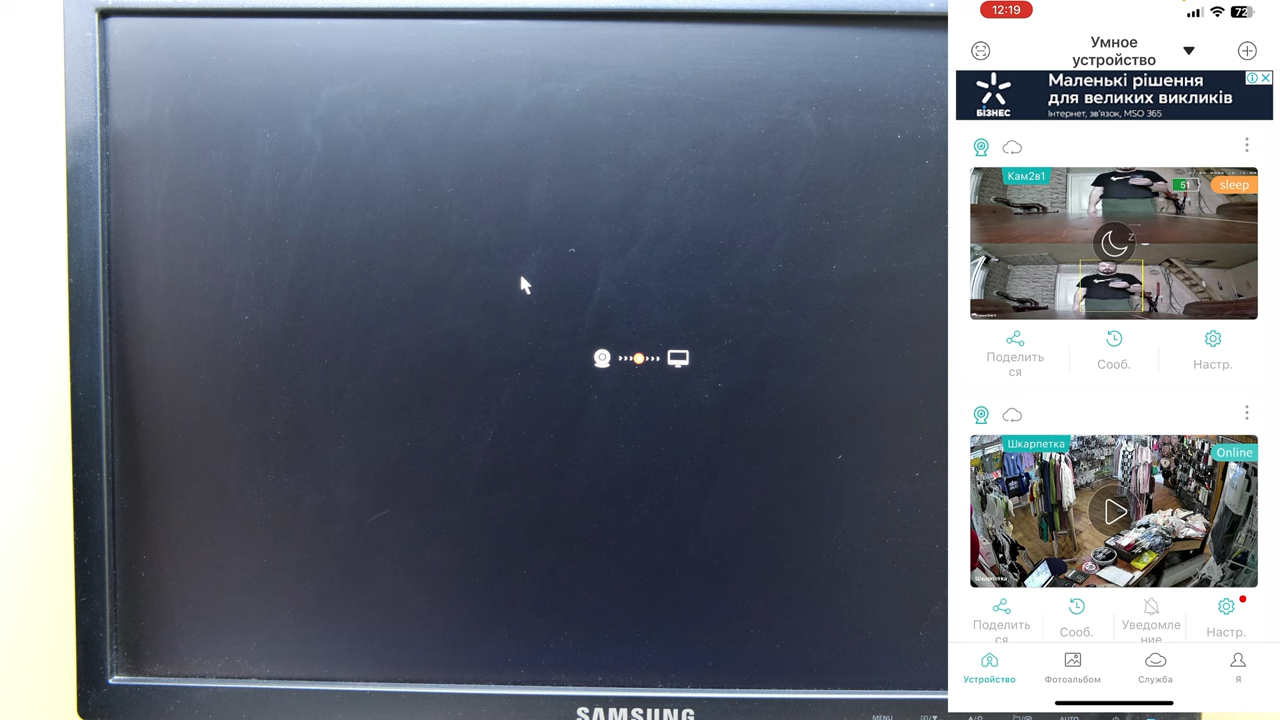 12:19
72
Умное
устройство
Маленькі рішення
для великих викликів
Інтернет, зв'язок, MSO 365
БІЗНЕС
Кам2в1
51
sleep
Поделить
ся
Сооб.
Настр.
Шкарпетка
Online
Шкарпетка
Поделить
ся
Сооб.
Уведомле
ние
Настр.
Устройство
Фотоальбом
Служба
Я
SAMSUNG
MENU
AUTO